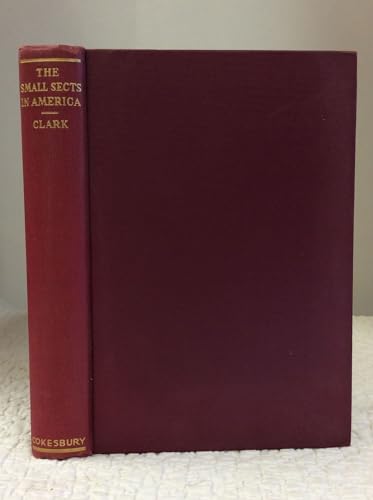 THE
SMALL SECTS
IN AMERICA
CLARK
COKESBURY